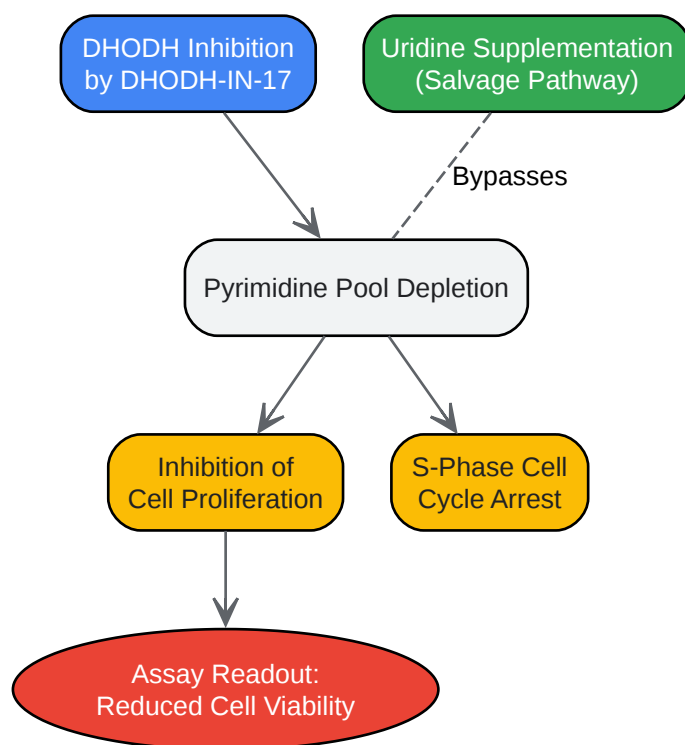 DHODH Inhibition
by DHODH-IN-17
Uridine Supplementation
(Salvage Pathway)
Bypasses
Pyrimidine Pool Depletion
Inhibition of
Cell Proliferation
S-Phase Cell
Cycle Arrest
Assay Readout:
Reduced Cell Viability